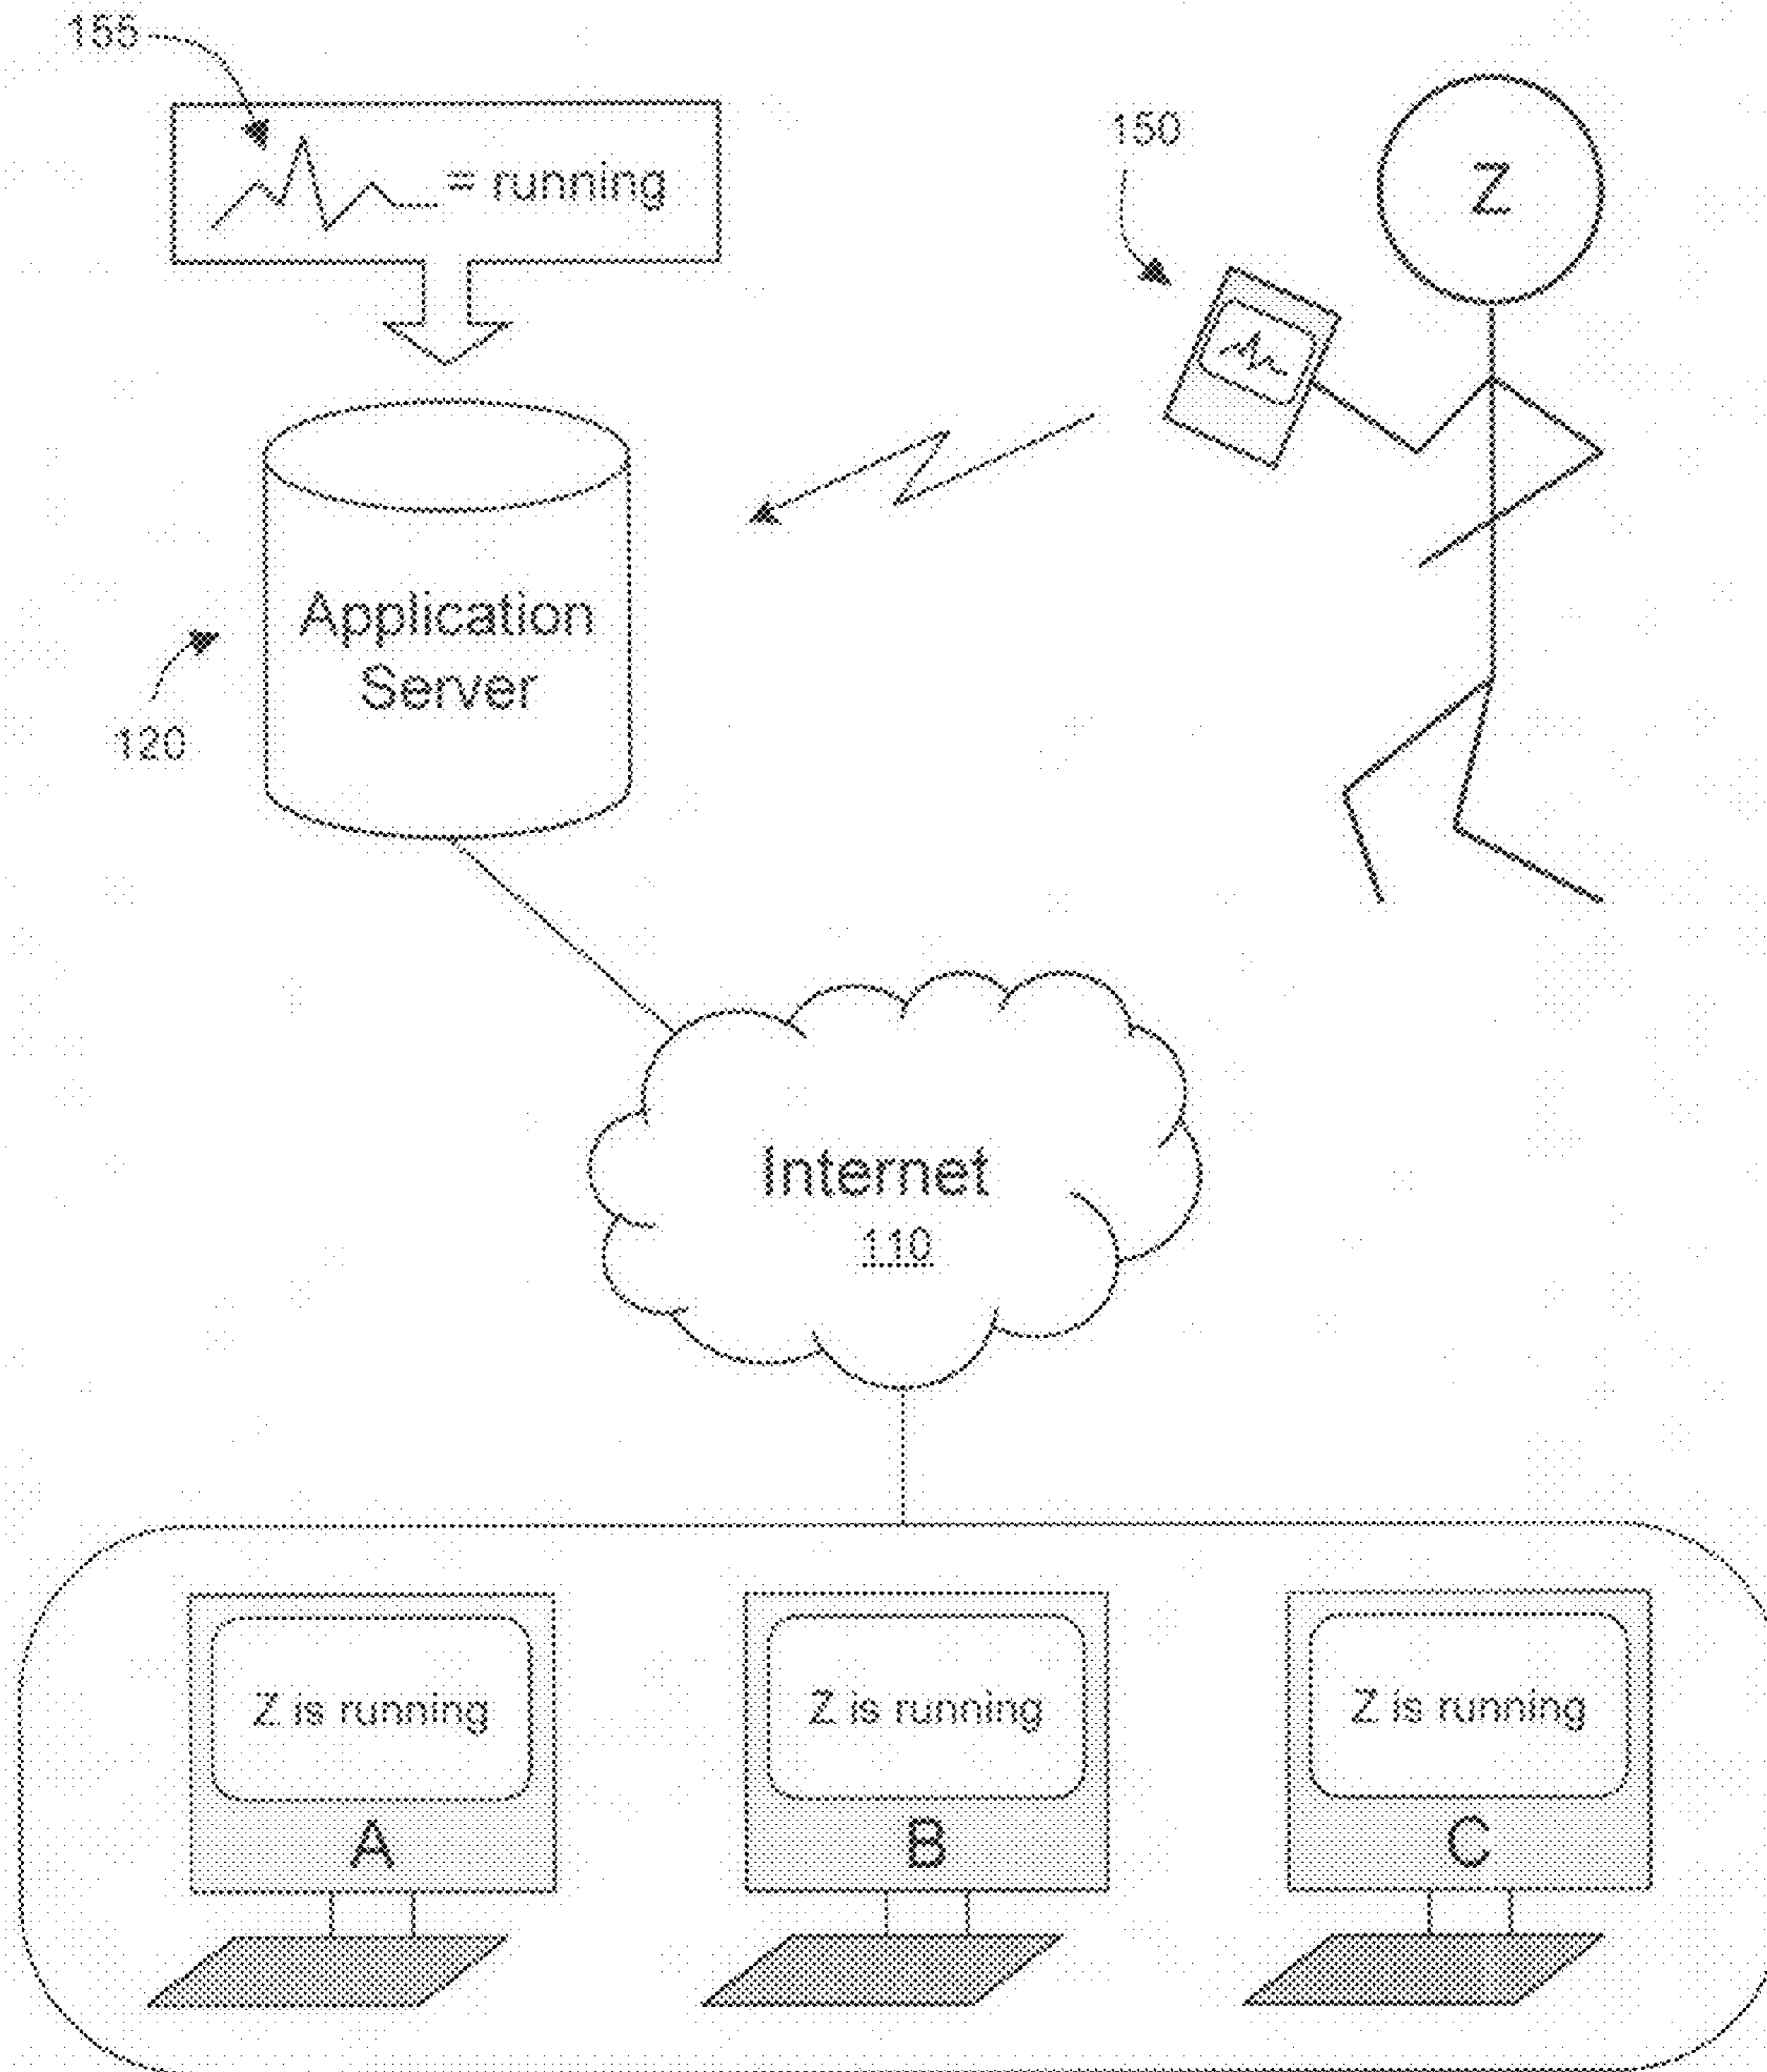 155
= running
150
Z
Application
Server
120
Internet
110
Z is running
A
Z is running
B
Z is running
C